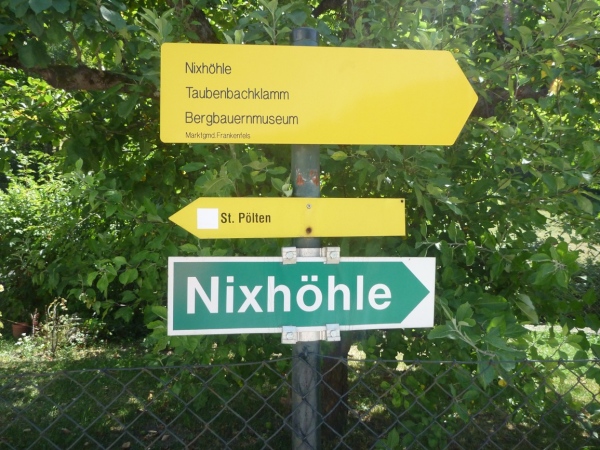 Nixhöhle
Taubenbachklamm
Bergbauernmuseum
Marktgmd.Frankenfels
St. Pölten
Nixhöhle